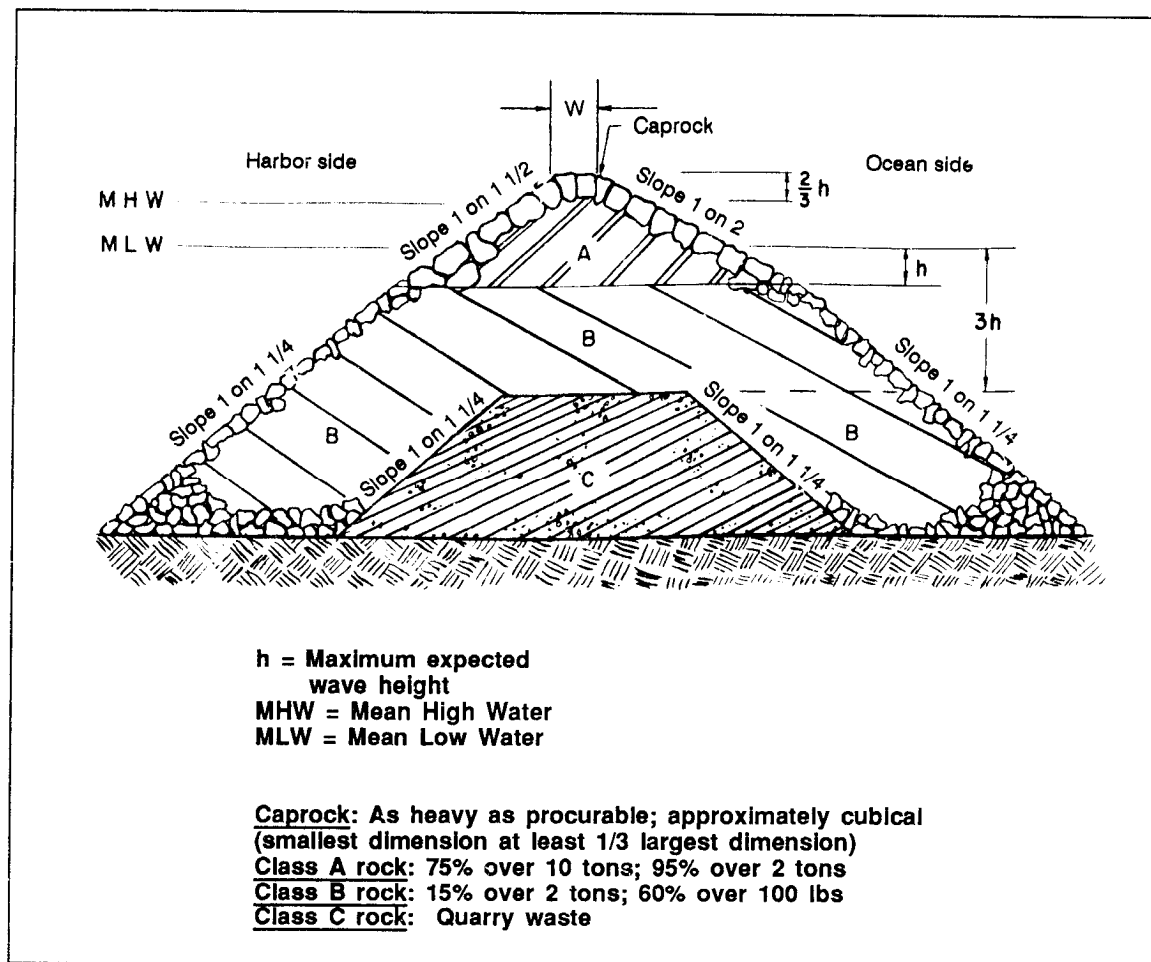 W
Caprock
Harbor side
Ocean side
Slope 1 on 1 1/2
Slope 1 on 2
2/3 h
M H W
M L W
A
h
3h
B
Slope 1 on 1 1/4
Slope 1 on 1 1/4
B
Slope 1 on 1 1/4
Slope 1 on 1 1/4
B
C
h = Maximum expected
wave height
MHW = Mean High Water
MLW = Mean Low Water
Caprock: As heavy as procurable; approximately cubical
(smallest dimension at least 1/3 largest dimension)
Class A rock: 75% over 10 tons; 95% over 2 tons
Class B rock: 15% over 2 tons; 60% over 100 lbs
Class C rock: Quarry waste